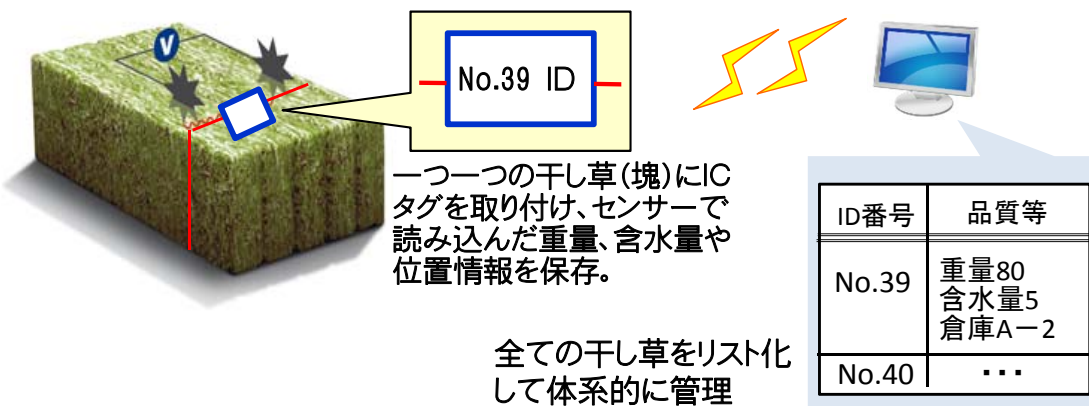 V
No.39 ID
一つ一つの干し草(塊)にIC
タグを取り付け、センサーで
読み込んだ重量、含水量や
位置情報を保存。
ID番号 品質等
No.39 重量80
含水量5
倉庫A－2
No.40 ・・・
全ての干し草をリスト化
して体系的に管理